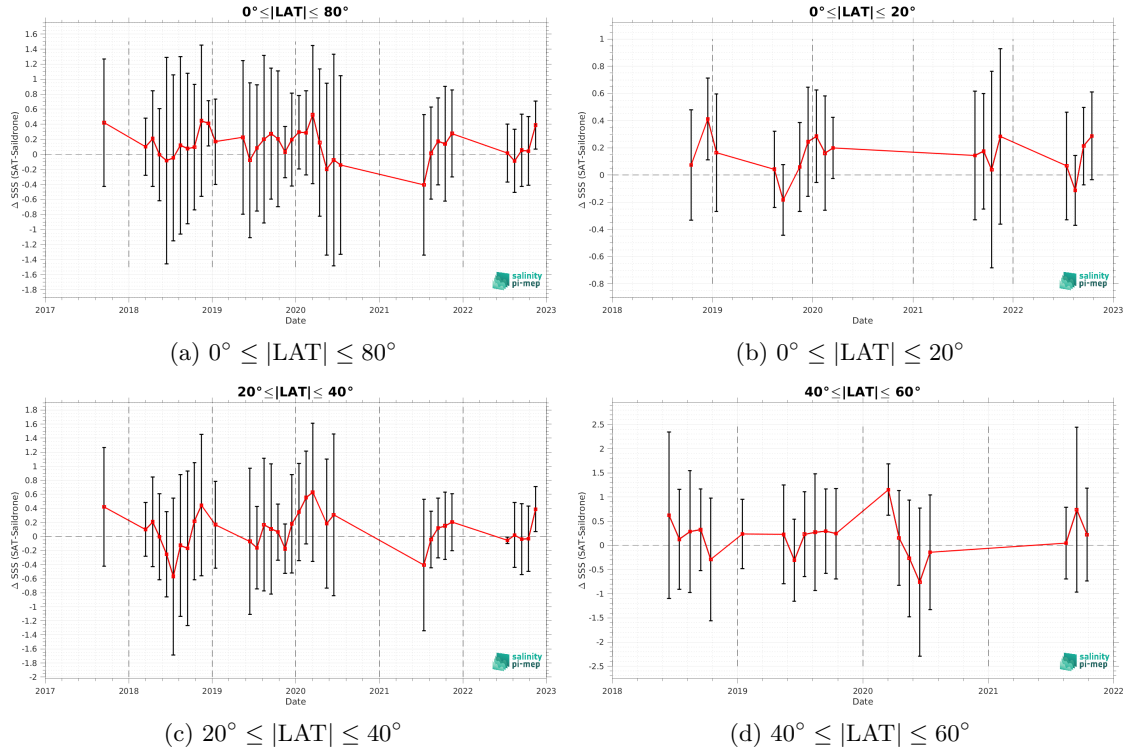 0°≤|LAT|≤ 80°
1.6
1.4
1.2
1
0.8
0.6
0.4
0.2
0
-0.2
-0.4
-0.6
-0.8
-1
-1.2
-1.4
-1.6
-1.8
Δ SSS (SAT-Saildrone)
2017 2018 2019 2020 2021 2022 2023
Date
salinity
pi-mep
(a) 0° ≤ |LAT| ≤ 80°
0°≤|LAT|≤ 20°
1
0.8
0.6
0.4
0.2
0
-0.2
-0.4
-0.6
-0.8
Δ SSS (SAT-Saildrone)
2018 2019 2020 2021 2022 2023
Date
salinity
pi-mep
(b) 0° ≤ |LAT| ≤ 20°
20°≤|LAT|≤ 40°
1.8
1.6
1.4
1.2
1
0.8
0.6
0.4
0.2
0
-0.2
-0.4
-0.6
-0.8
-1
-1.2
-1.4
-1.6
-1.8
-2
Δ SSS (SAT-Saildrone)
2017 2018 2019 2020 2021 2022 2023
Date
salinity
pi-mep
(c) 20° ≤ |LAT| ≤ 40°
40°≤|LAT|≤ 60°
2.5
2
1.5
1
0.5
0
-0.5
-1
-1.5
-2
-2.5
Δ SSS (SAT-Saildrone)
2018 2019 2020 2021 2022
Date
salinity
pi-mep
(d) 40° ≤ |LAT| ≤ 60°